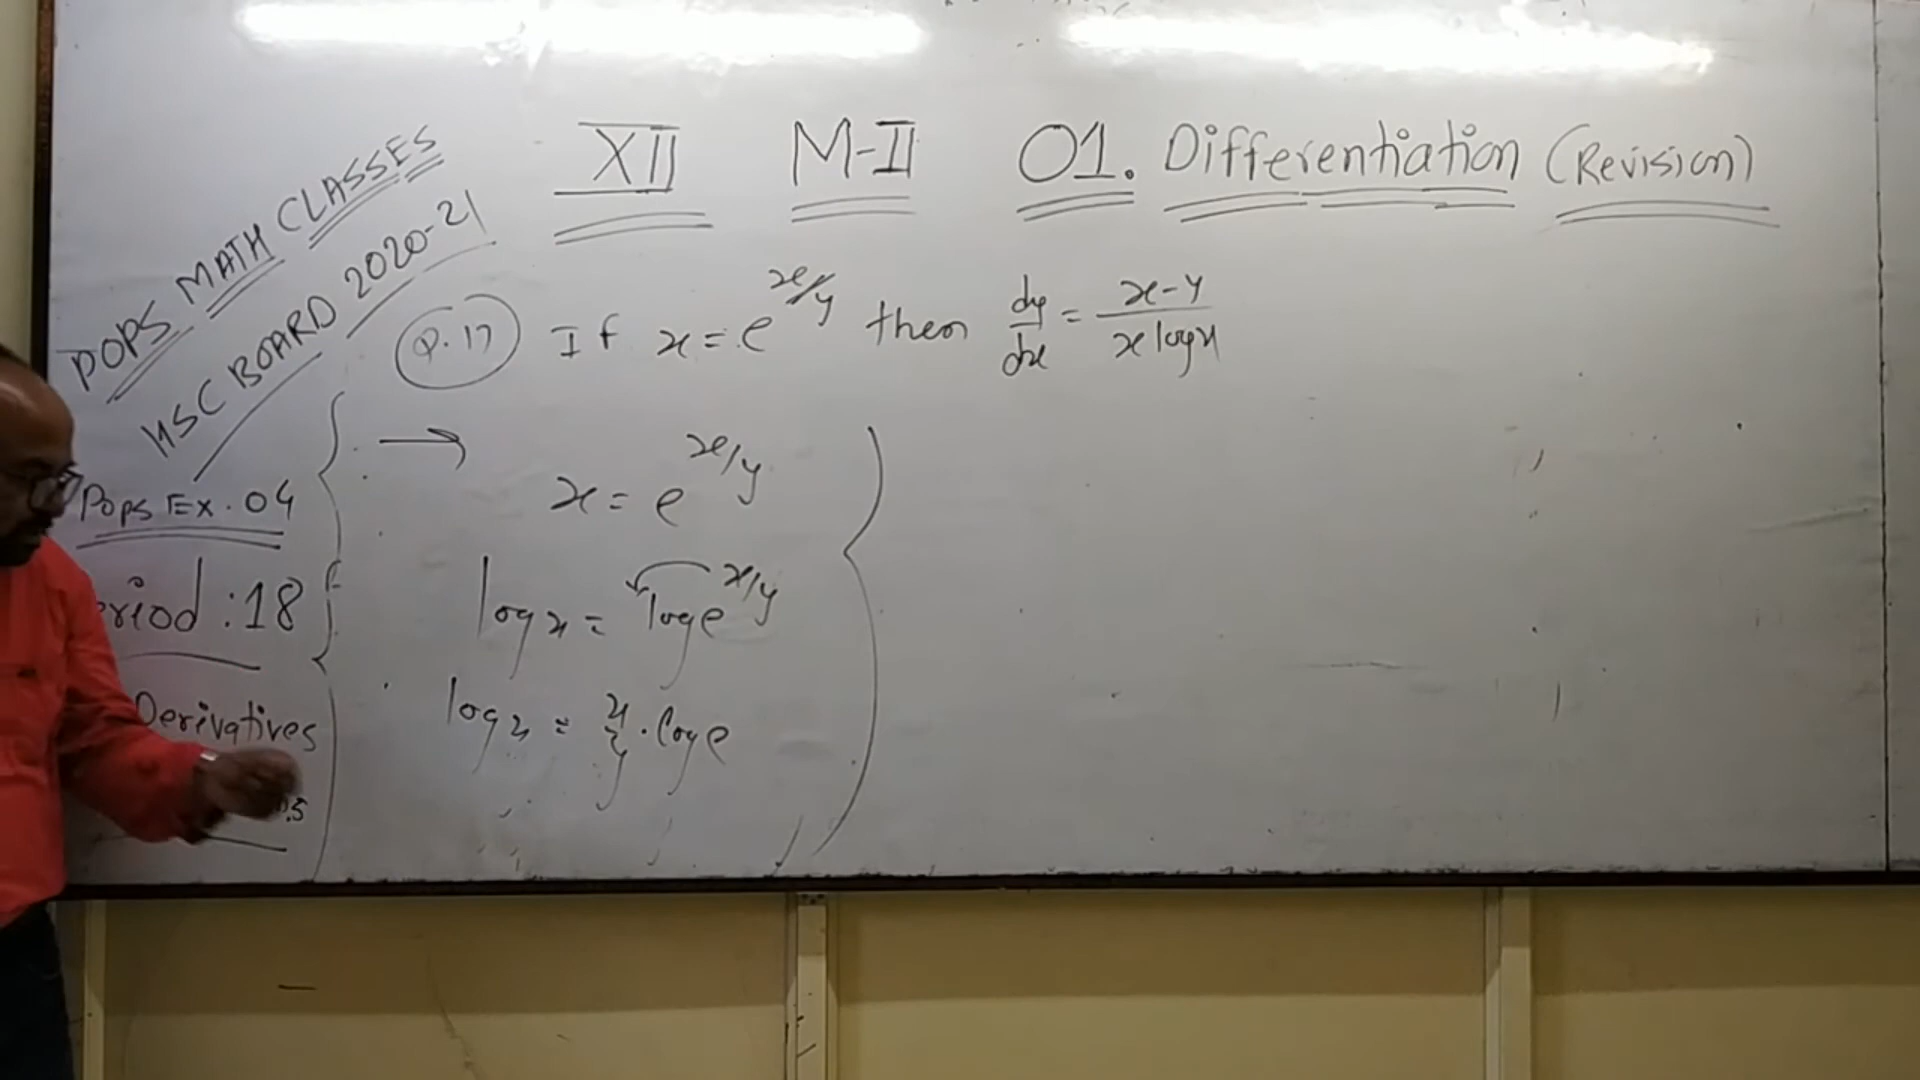 XII M-II 01. Differentiation (Revision)
POPS MATH CLASSES
HSC BOARD 2020-21
Q.17 If x = e^x/y then dy/dx = x-y / x log x
Pops Ex. 04
→ x = e^x/y
eriod : 18
log x = log e^x/y
Derivatives
log x = x/y . log e